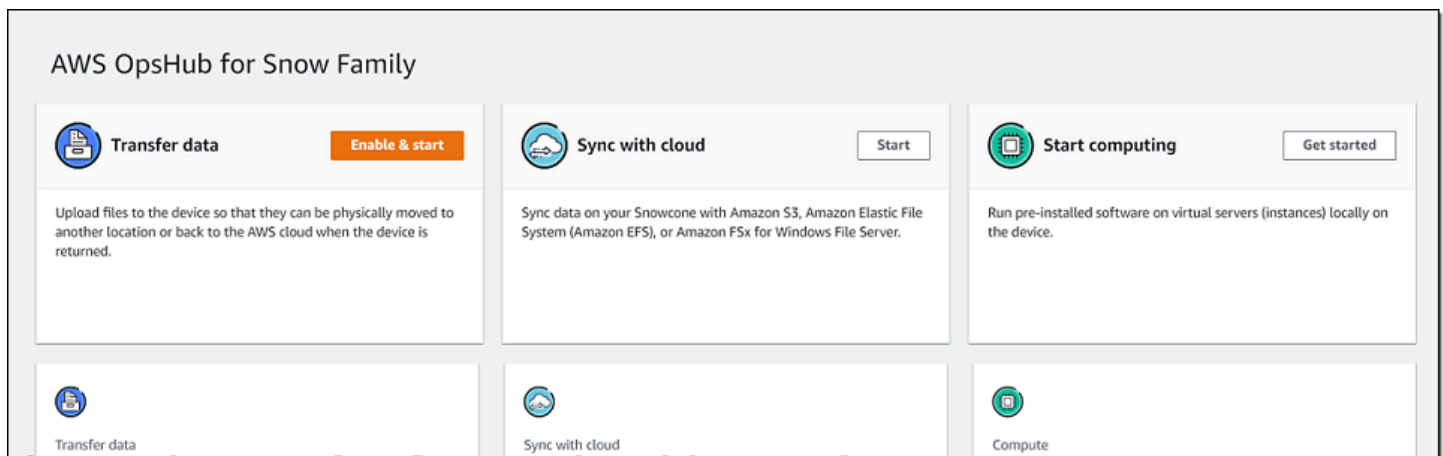 AWS OpsHub for Snow Family
Transfer data
Enable & start
Sync with cloud
Start
Start computing
Get started
Upload files to the device so that they can be physically moved to
another location or back to the AWS cloud when the device is
returned.
Sync data on your Snowcone with Amazon S3, Amazon Elastic File
System (Amazon EFS), or Amazon FSx for Windows File Server.
Run pre-installed software on virtual servers (instances) locally on
the device.
Transfer data
Sync with cloud
Compute